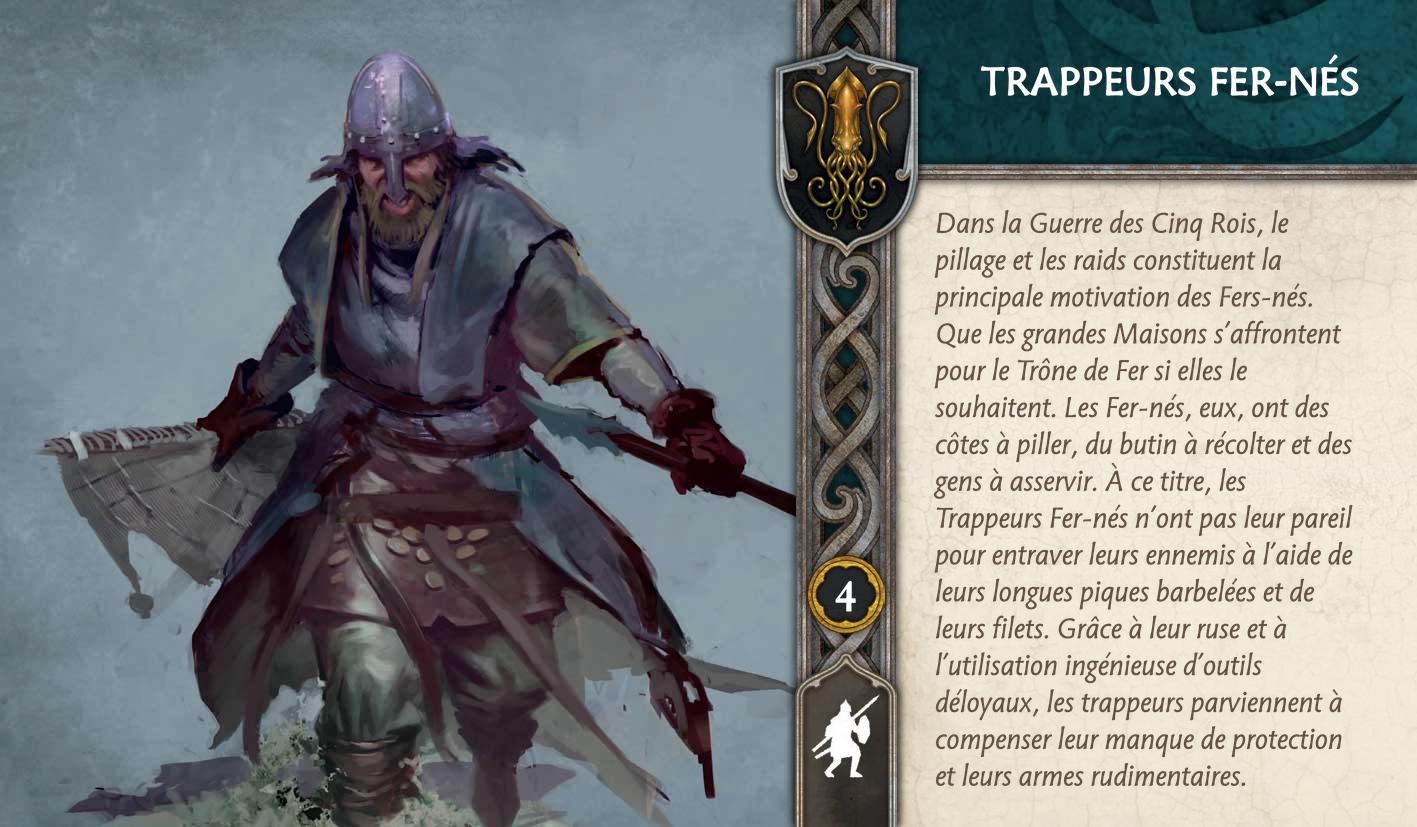 TRAPPEURS FER-NÉS
Dans la Guerre des Cinq Rois, le
pillage et les raids constituent la
principale motivation des Fers-nés.
Que les grandes Maisons s’affrontent
pour le Trône de Fer si elles le
souhaitent. Les Fer-nés, eux, ont des
côtes à piller, du butin à récolter et des
gens à asservir. À ce titre, les
Trappeurs Fer-nés n’ont pas leur pareil
pour entraver leurs ennemis à l’aide de
leurs longues piques barbelées et de
leurs filets. Grâce à leur ruse et à
l’utilisation ingénieuse d’outils
déloyaux, les trappeurs parviennent à
compenser leur manque de protection
et leurs armes rudimentaires.
4